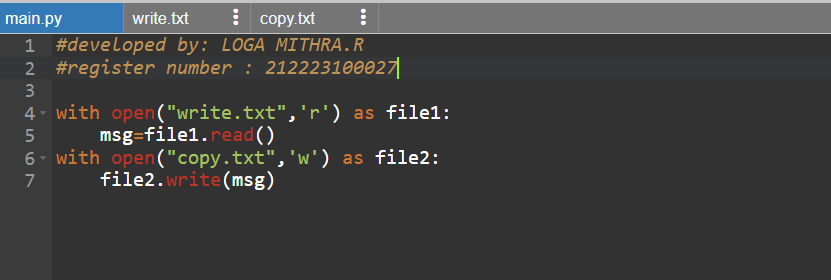 main.py write.txt copy.txt
1 #developed by: LOGA MITHRA.R
2 #register number : 212223100027
3
4 with open("write.txt",'r') as file1:
5     msg=file1.read()
6 with open("copy.txt",'w') as file2:
7     file2.write(msg)